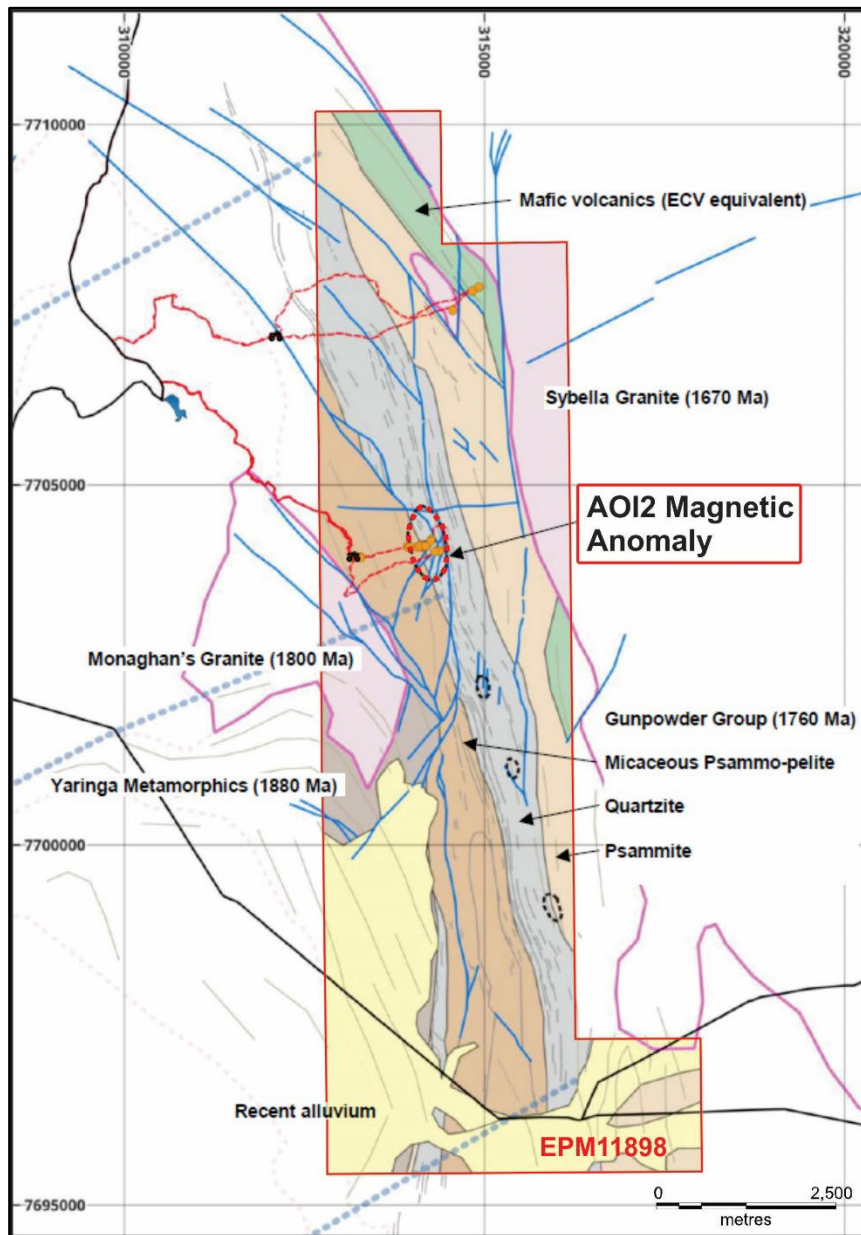 310000
315000
320000
7710000
Mafic volcanics (ECV equivalent)
Sybella Granite (1670 Ma)
7705000
AOI2 Magnetic
Anomaly
Monaghan's Granite (1800 Ma)
Gunpowder Group (1760 Ma)
Micaceous Psammo-pelite
Yaringa Metamorphics (1880 Ma)
Quartzite
7700000
Psammite
Recent alluvium
EPM11898
7695000
0 2,500
metres